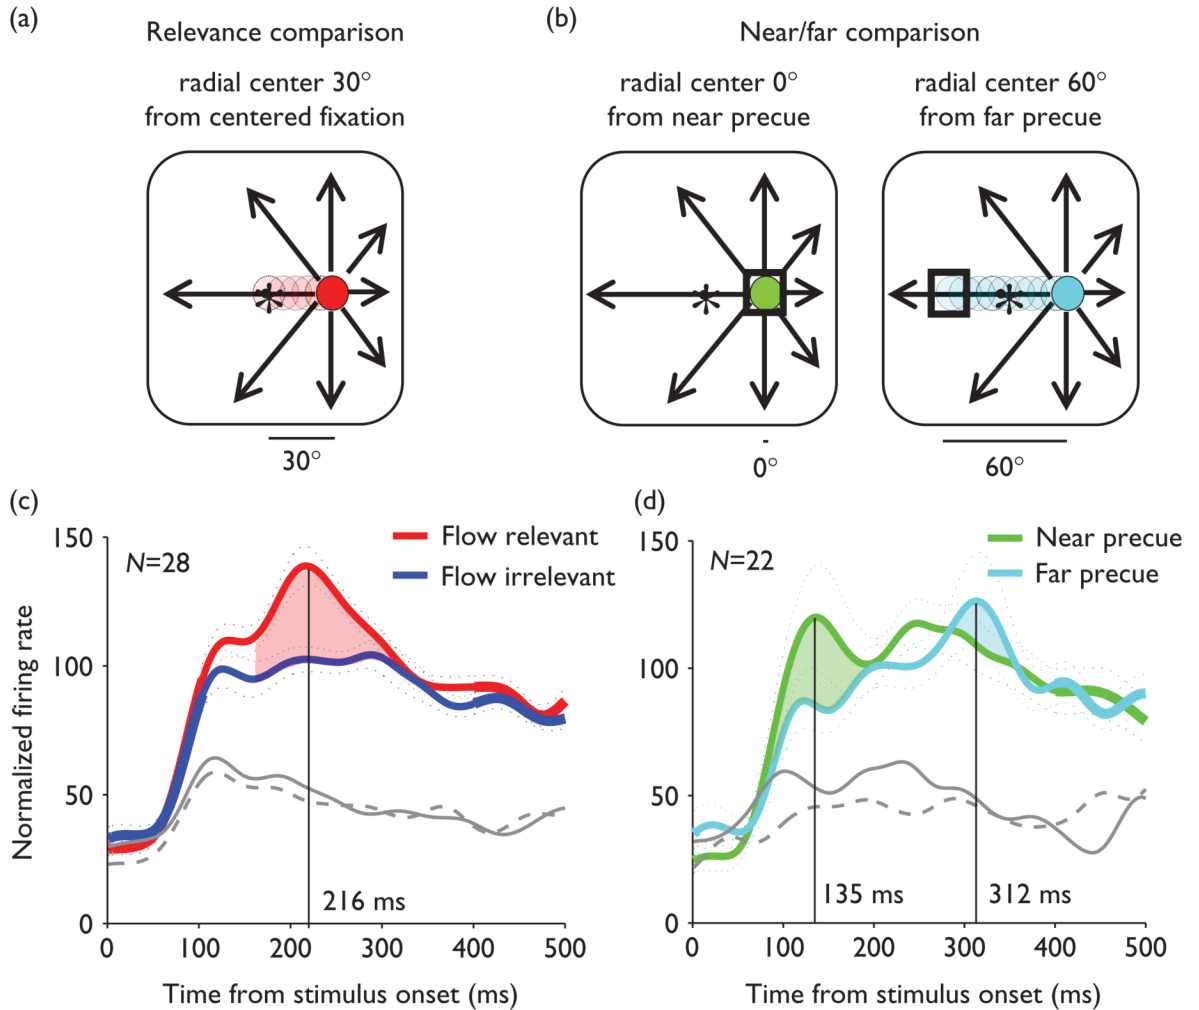 (a)
Relevance comparison
radial center 30°
from centered fixation
30°
(b)
Near/far comparison
radial center 0°
from near precue
radial center 60°
from far precue
0°
60°
(c)
Normalized firing rate
150
100
50
0
N=28
Flow relevant
Flow irrelevant
216 ms
0 100 200 300 400 500
Time from stimulus onset (ms)
(d)
150
100
50
0
N=22
Near precue
Far precue
135 ms
312 ms
0 100 200 300 400 500
Time from stimulus onset (ms)